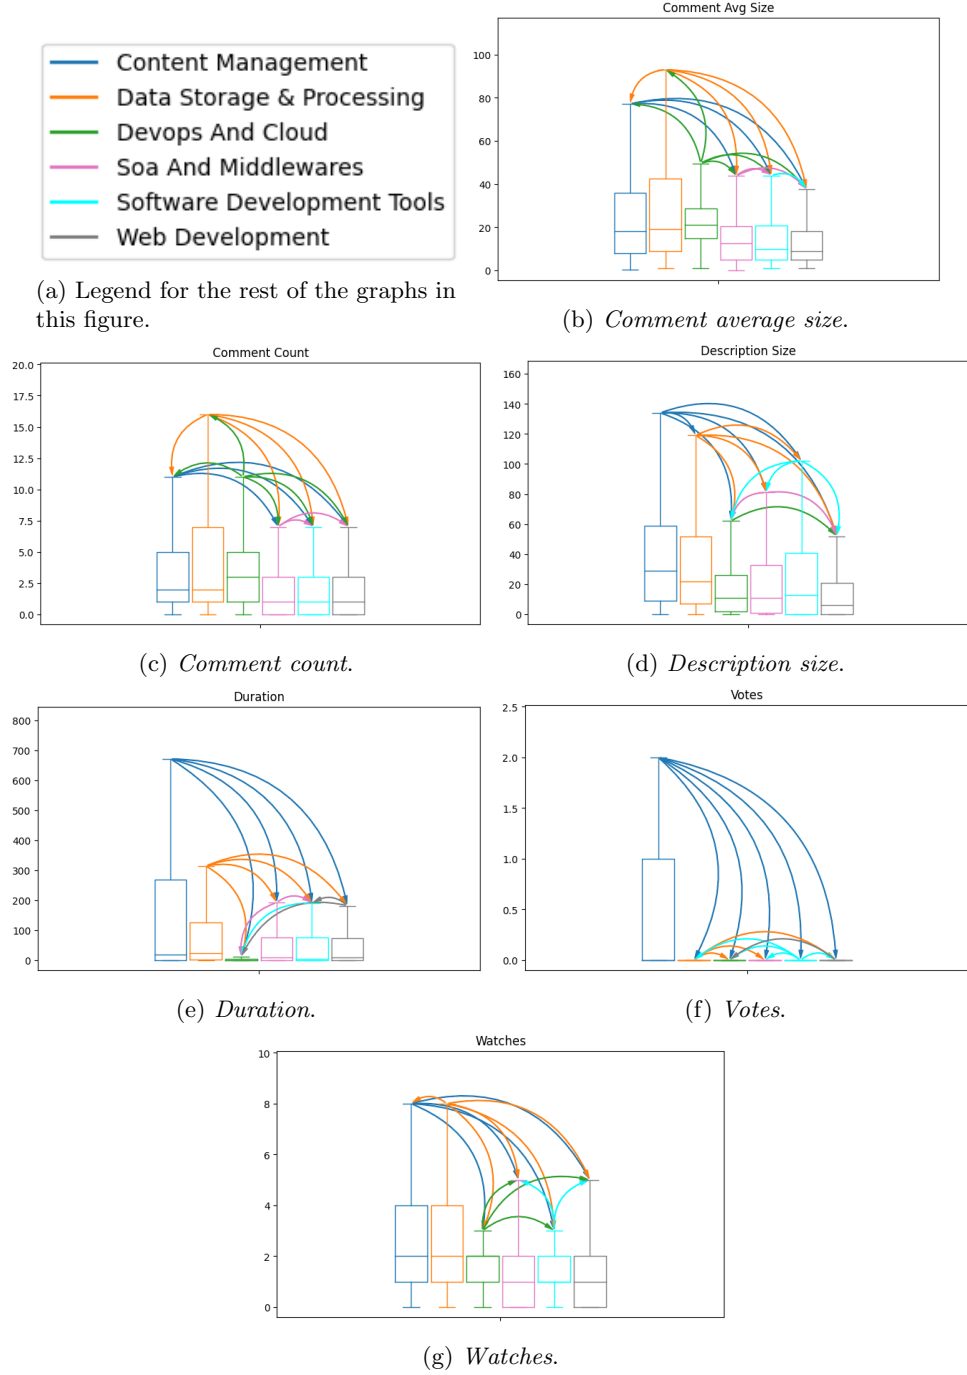 Content Management
Data Storage & Processing
Devops And Cloud
Soa And Middlewares
Software Development Tools
Web Development
(a) Legend for the rest of the graphs in
this figure.
Comment Avg Size
100
80
60
40
20
0
(b) Comment average size.
Comment Count
20.0
17.5
15.0
12.5
10.0
7.5
5.0
2.5
0.0
(c) Comment count.
Description Size
160
140
120
100
80
60
40
20
0
(d) Description size.
Duration
800
700
600
500
400
300
200
100
0
(e) Duration.
Votes
2.5
2.0
1.5
1.0
0.5
0.0
(f) Votes.
Watches
10
8
6
4
2
0
(g) Watches.